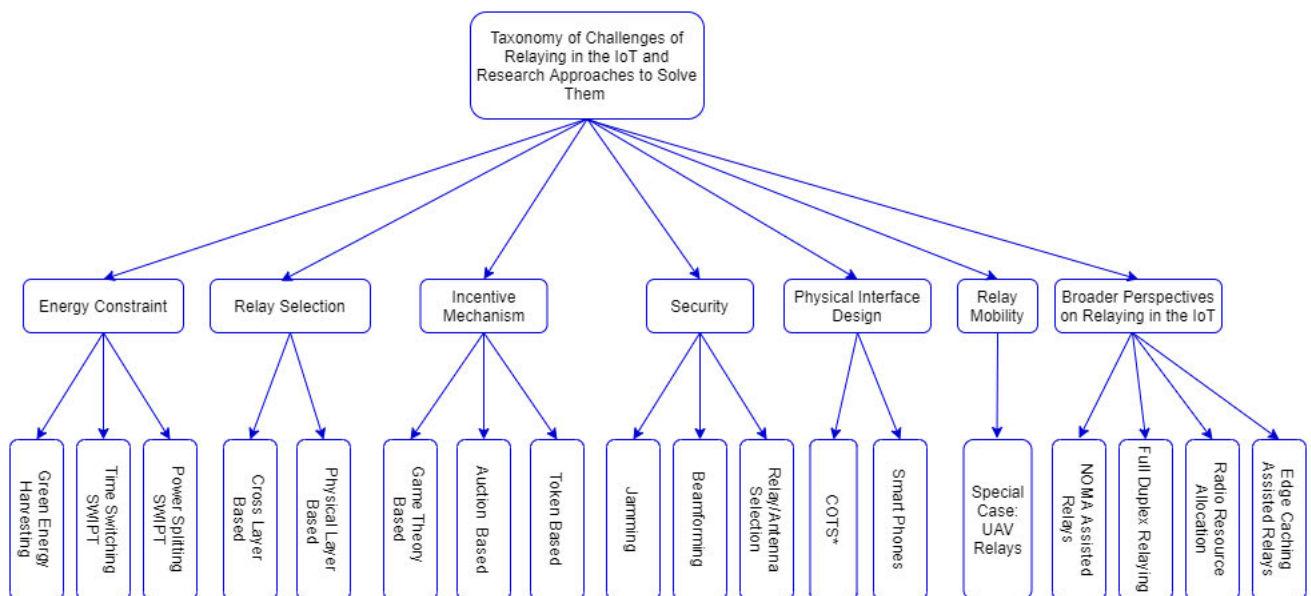 Taxonomy of Challenges of
Relaying in the IoT and
Research Approaches to Solve
Them
Energy Constraint
Relay Selection
Incentive
Mechanism
Security
Physical Interface
Design
Relay
Mobility
Broader Perspectives
on Relaying in the IoT
Green Energy
Harvesting
Time Switching
SWIPT
Power Splitting
SWIPT
Cross Layer
Based
Physical Layer
Based
Game Theory
Based
Auction Based
Token Based
Jamming
Beamforming
Relay/Antenna
Selection
COTS*
Smart Phones
Special
Case:
UAV
Relays
NOMA Assisted
Relays
Full Duplex Relaying
Radio Resource
Allocation
Edge Caching
Assisted Relays